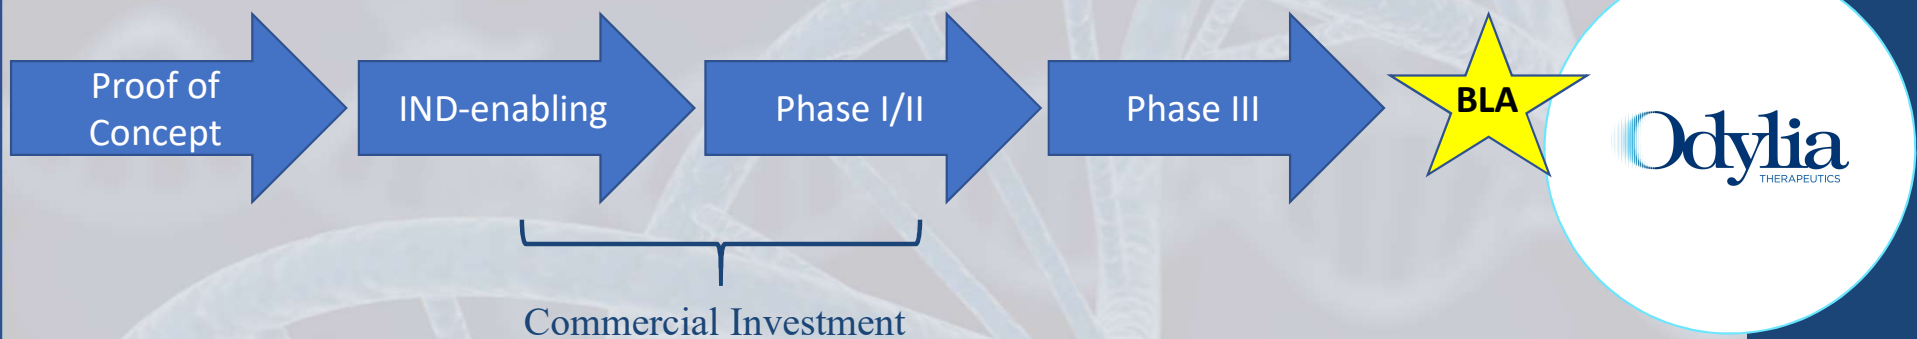 Proof of
Concept
IND-enabling
Phase I/II
Phase III
BLA
Odylia
THERAPEUTICS
Commercial Investment